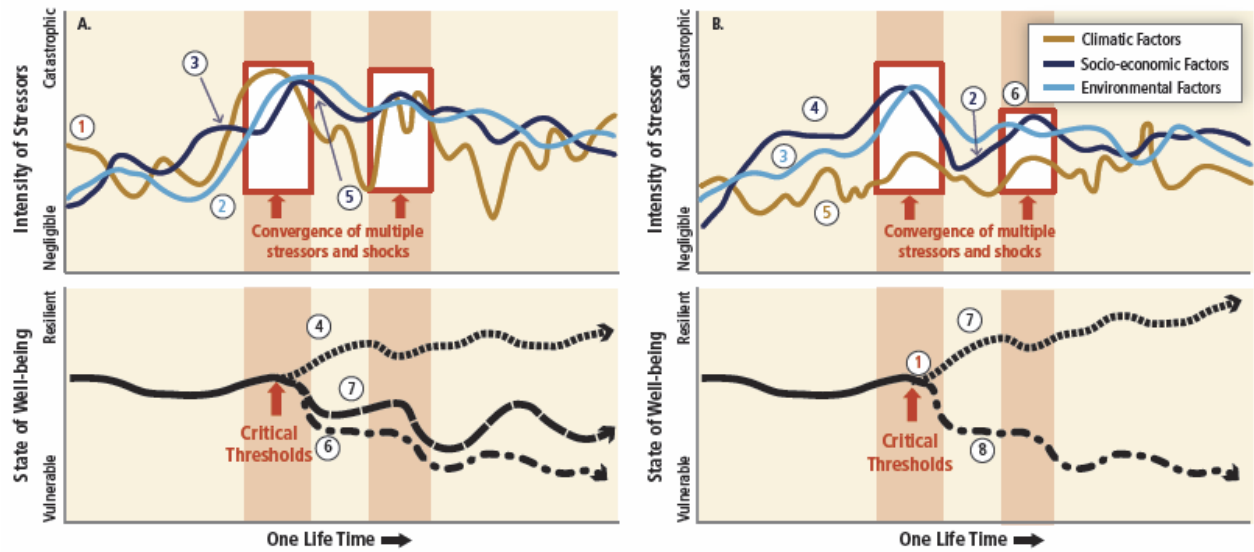 A.
Catastrophic
Intensity of Stressors
Negligible
1
3
2
5
Convergence of multiple
stressors and shocks
Resilient
State of Well-being
Vulnerable
4
7
6
Critical
Thresholds
One Life Time
B.
Climatic Factors
Socio-economic Factors
Environmental Factors
Catastrophic
Intensity of Stressors
Negligible
4
3
5
2
6
Convergence of multiple
stressors and shocks
Resilient
State of Well-being
Vulnerable
7
1
8
Critical
Thresholds
One Life Time